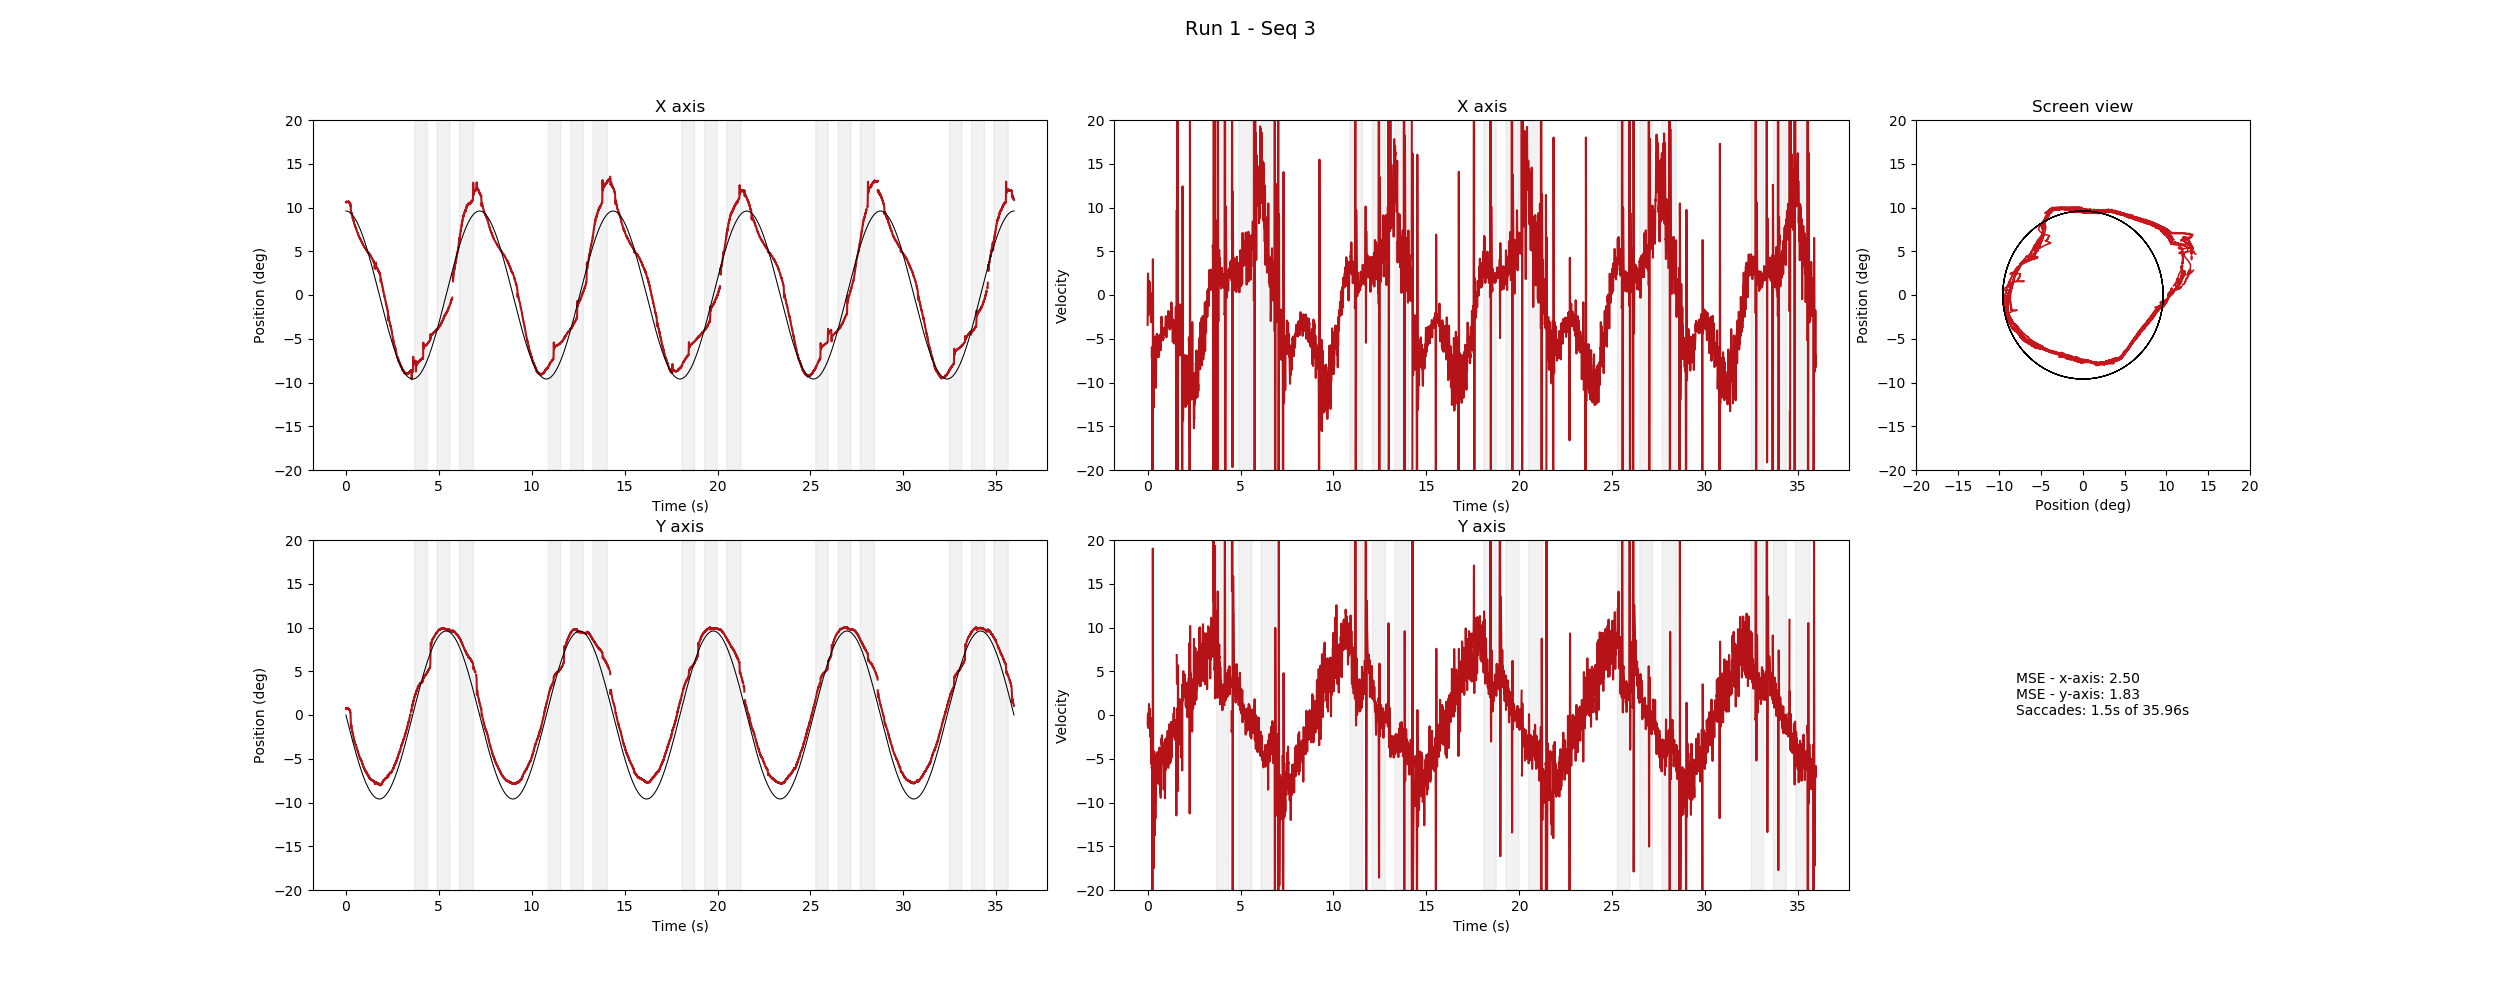 Run 1 - Seq 3
X axis
20
15
10
5
0
−5
−10
−15
−20
Position (deg)
0 5 10 15 20 25 30 35
Time (s)
X axis
20
15
10
5
0
−5
−10
−15
−20
Velocity
0 5 10 15 20 25 30 35
Time (s)
Screen view
20
15
10
5
0
−5
−10
−15
−20
Position (deg)
−20 −15 −10 −5 0 5 10 15 20
Position (deg)
Y axis
20
15
10
5
0
−5
−10
−15
−20
Position (deg)
0 5 10 15 20 25 30 35
Time (s)
Y axis
20
15
10
5
0
−5
−10
−15
−20
Velocity
0 5 10 15 20 25 30 35
Time (s)
MSE - x-axis: 2.50
MSE - y-axis: 1.83
Saccades: 1.5s of 35.96s